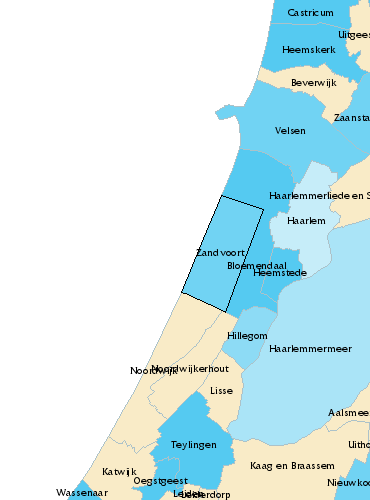 Castricum
Uitgees
Heemskerk
Beverwijk
Zaansta
Velsen
Haarlemmerliede en S
Haarlem
Zandvoort
Bloemendaal
Heemstede
Hillegom
Haarlemmermeer
Noordwijk
Noordwijkerhout
Lisse
Aalsmee
Teylingen
Uitho
Kaag en Braassem
Katwijk
Oegstgeest
Nieuwkoo
Wassenaar
Leiden
Leiderdorp